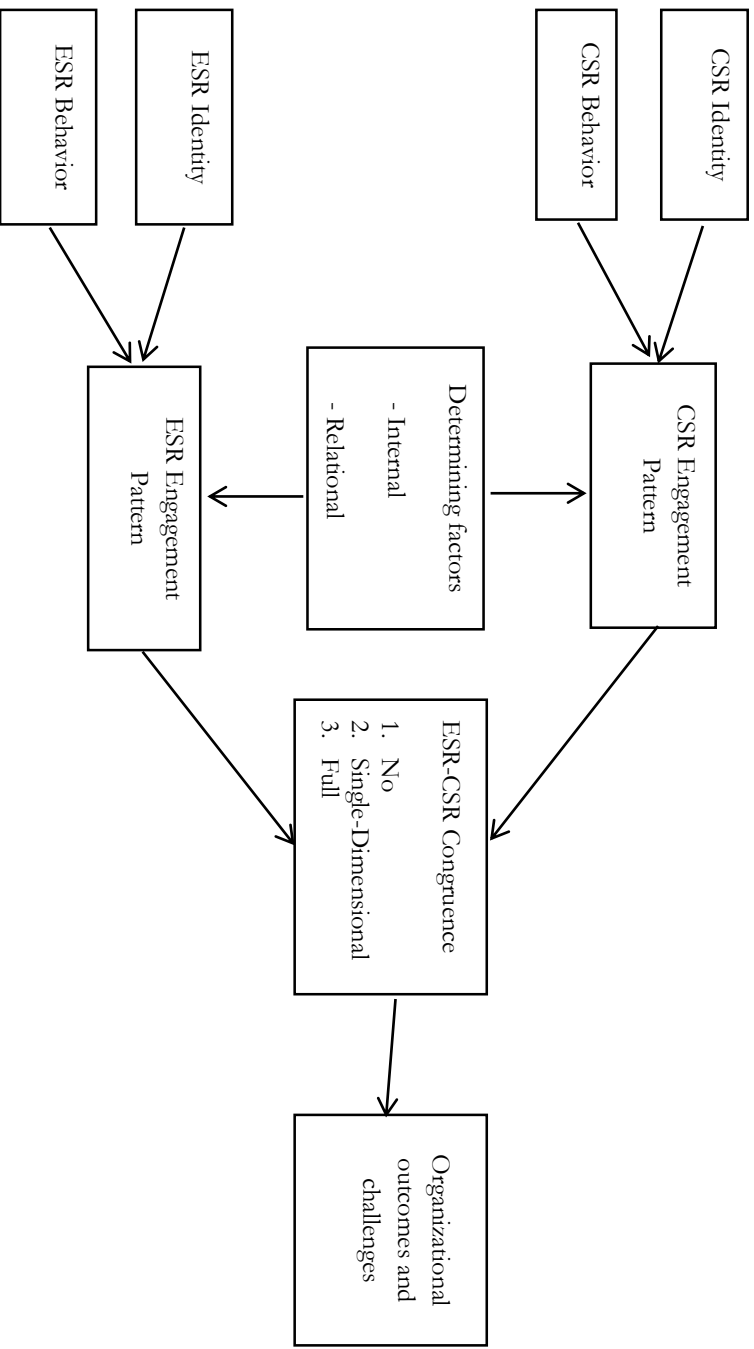 CSR Identity
CSR Behavior
ESR Identity
ESR Behavior
CSR Engagement
Pattern
Determining factors
- Internal
- Relational
ESR Engagement
Pattern
ESR-CSR Congruence
1. No
2. Single-Dimensional
3. Full
Organizational
outcomes and
challenges